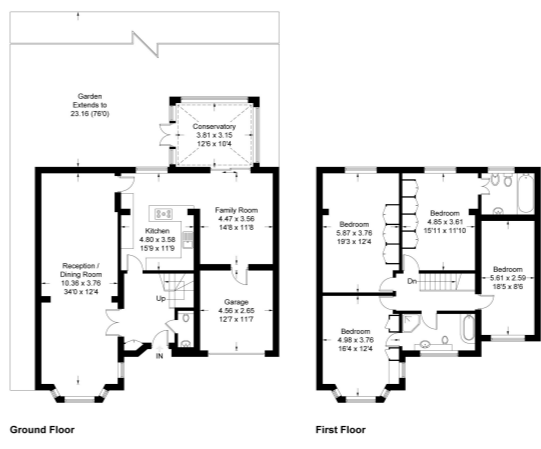 Garden
Extends to
23.16 (76'0)
Conservatory
3.81 x 3.15
12'6 x 10'4
Family Room
4.47 x 3.56
14'8 x 11'8
Kitchen
4.80 x 3.58
15'9 x 11'9
Reception /
Dining Room
10.36 x 3.76
34'0 x 12'4
Up
Garage
4.56 x 2.65
12'7 x 11'7
IN
Ground Floor
Bedroom
4.85 x 3.61
15'11 x 11'10
Bedroom
5.87 x 3.76
19'3 x 12'4
Bedroom
5.61 x 2.59
18'5 x 8'6
Dn
Bedroom
4.98 x 3.76
16'4 x 12'4
First Floor